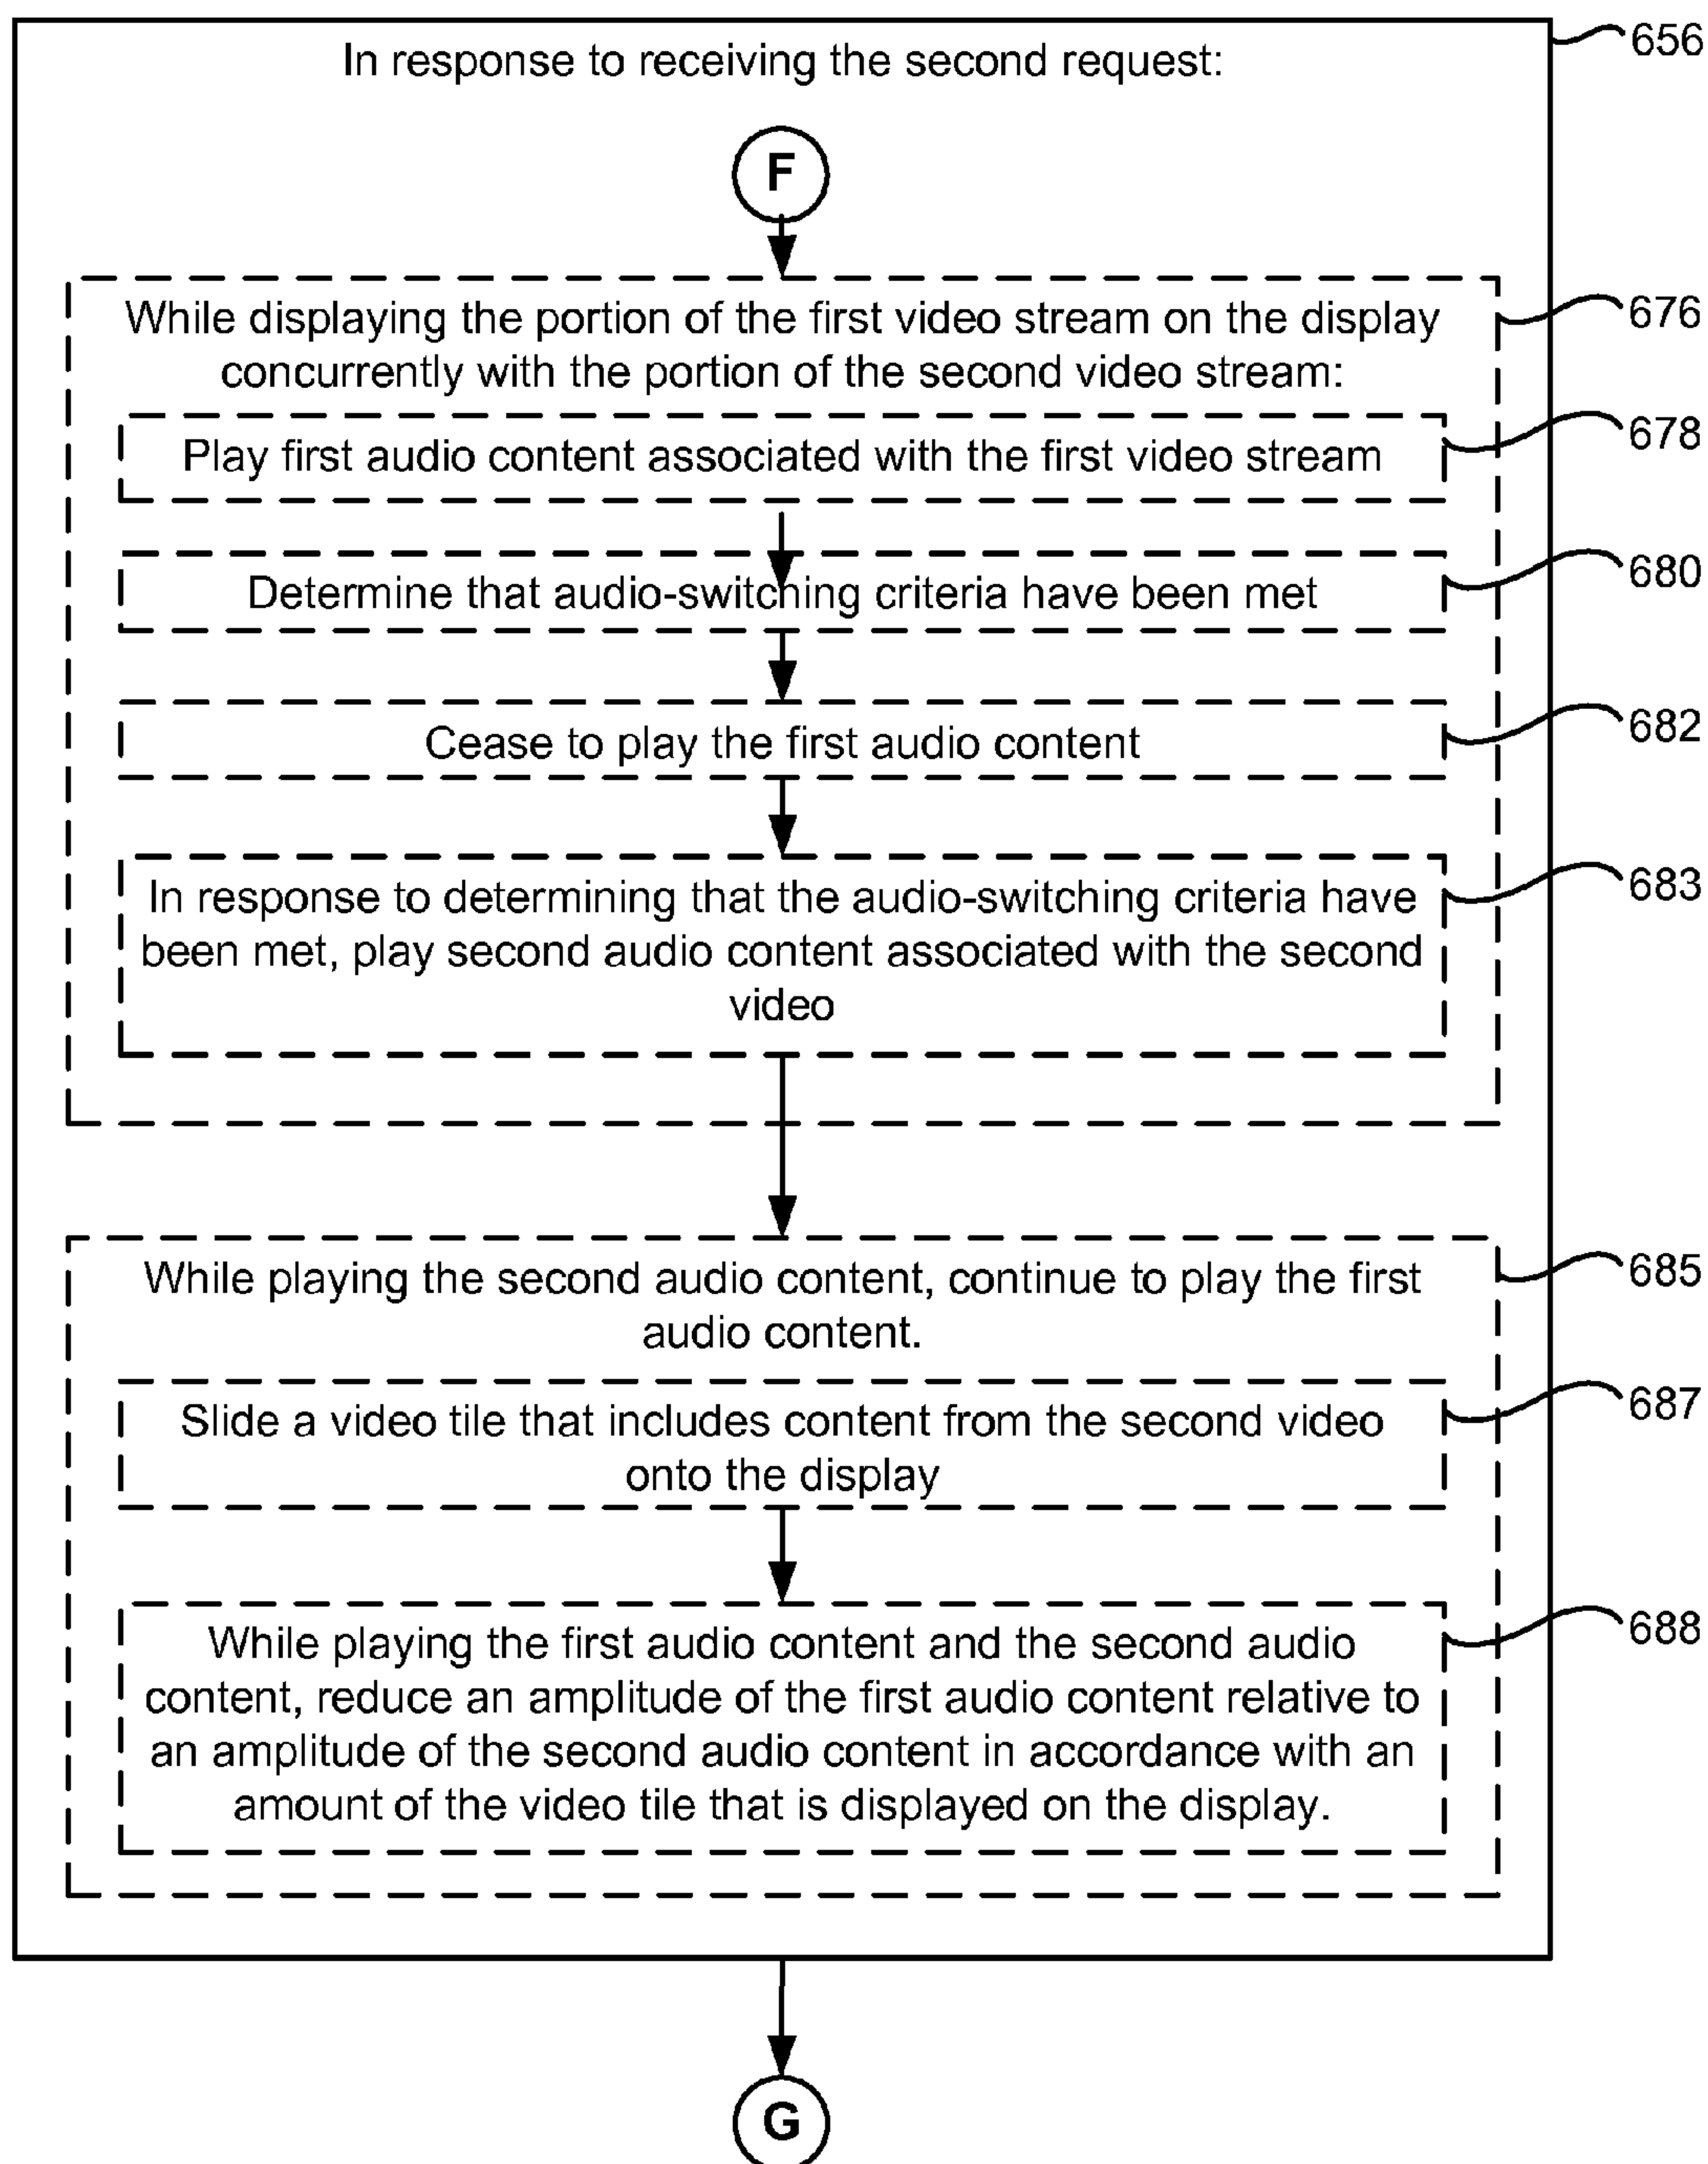 In response to receiving the second request:
656
F
While displaying the portion of the first video stream on the display
concurrently with the portion of the second video stream:
676
Play first audio content associated with the first video stream
678
Determine that audio-switching criteria have been met
680
Cease to play the first audio content
682
In response to determining that the audio-switching criteria have
been met, play second audio content associated with the second
video
683
While playing the second audio content, continue to play the first
audio content.
685
Slide a video tile that includes content from the second video
onto the display
687
While playing the first audio content and the second audio
content, reduce an amplitude of the first audio content relative to
an amplitude of the second audio content in accordance with an
amount of the video tile that is displayed on the display.
688
G